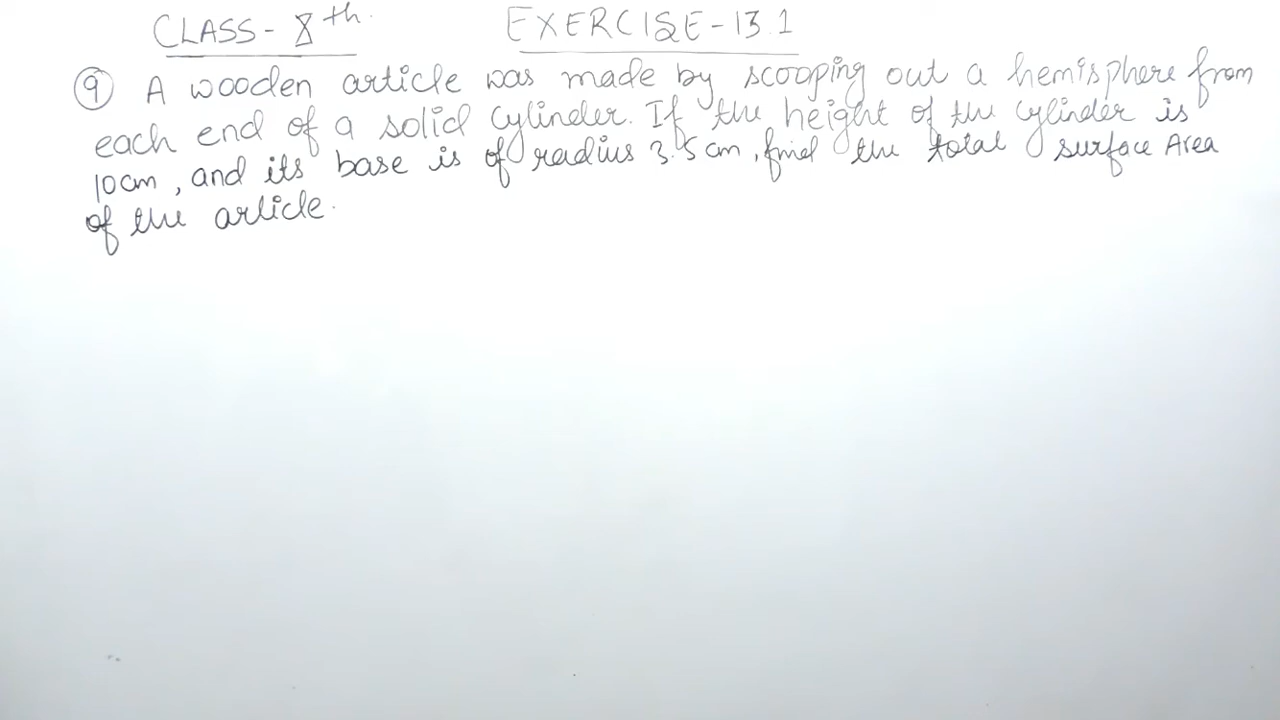 CLASS - 8th. EXERCISE - 13.1
9 A wooden article was made by scooping out a hemisphere from
each end of a solid cylinder. If the height of the cylinder is
10cm, and its base is of radius 3.5 cm, find the total surface Area
of the article.